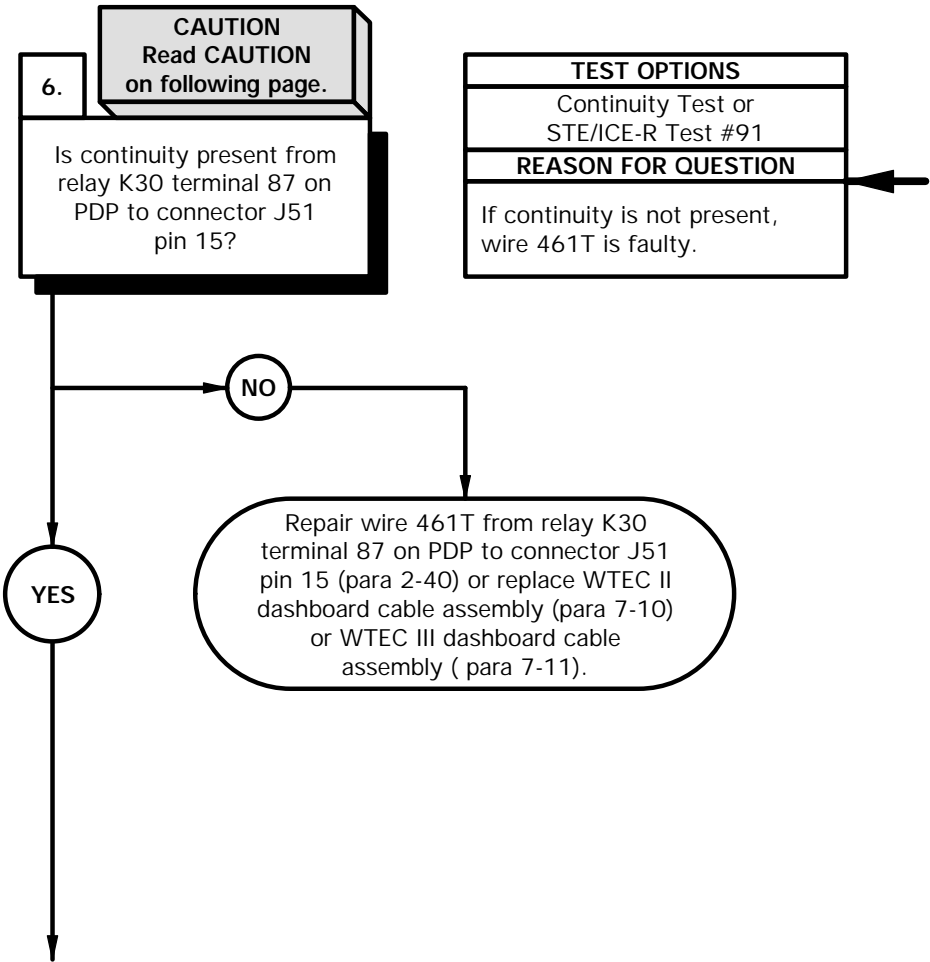 CAUTION
Read CAUTION
on following page.
6.
Is continuity present from
relay K30 terminal 87 on
PDP to connector J51
pin 15?
TEST OPTIONS
Continuity Test or
STE/ICE-R Test #91
REASON FOR QUESTION
If continuity is not present,
wire 461T is faulty.
NO
Repair wire 461T from relay K30
terminal 87 on PDP to connector J51
pin 15 (para 2-40) or replace WTEC II
dashboard cable assembly (para 7-10)
or WTEC III dashboard cable
assembly ( para 7-11).
YES